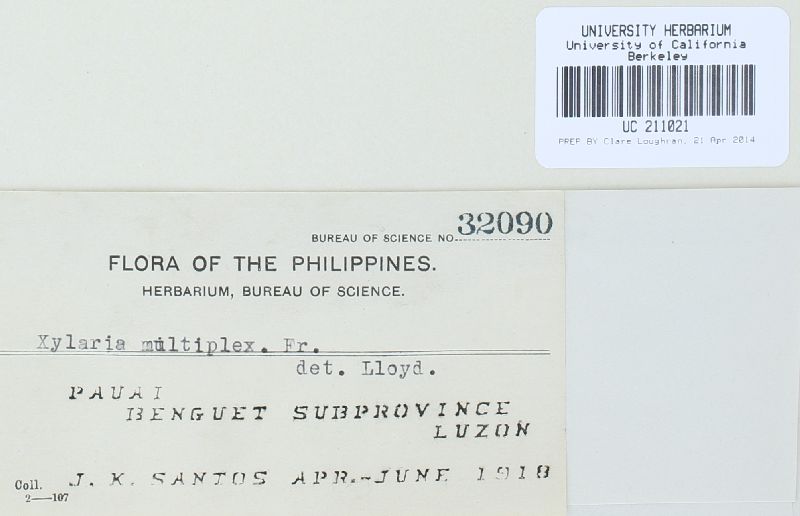 UNIVERSITY HERBARIUM
University of California
Berkeley
UC 211021
PREP BY Clare Loughran, 21 Apr 2014
BUREAU OF SCIENCE NO. 32090
FLORA OF THE PHILIPPINES.
HERBARIUM, BUREAU OF SCIENCE.
Xylaria multiplex. Fr.
det. Lloyd.
PAUAI
BENGUET SUBPROVINCE
LUZON
Coll. J. K. SANTOS APR.-JUNE 1918
2—107